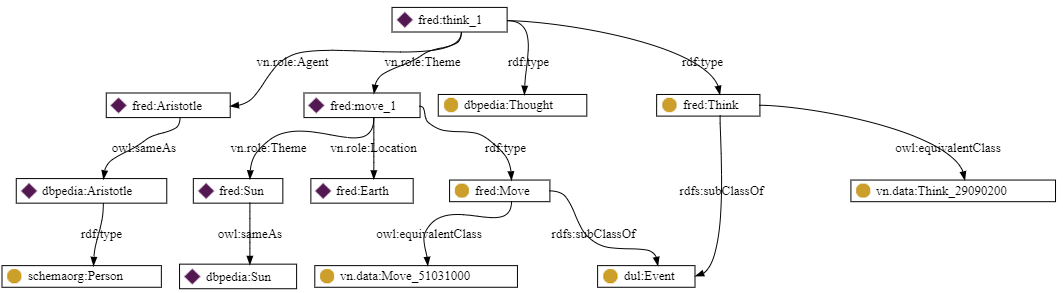 fred:think_1
vn.role:Agent
vn.role:Theme
rdf:type
rdf:type
fred:Aristotle
fred:move_1
dbpedia:Thought
fred:Think
owl:sameAs
vn.role:Theme
vn.role:Location
rdf:type
owl:equivalentClass
dbpedia:Aristotle
fred:Sun
fred:Earth
fred:Move
rdfs:subClassOf
vn.data:Think_29090200
rdf:type
owl:sameAs
owl:equivalentClass
rdfs:subClassOf
schemaorg:Person
dbpedia:Sun
vn.data:Move_51031000
dul:Event